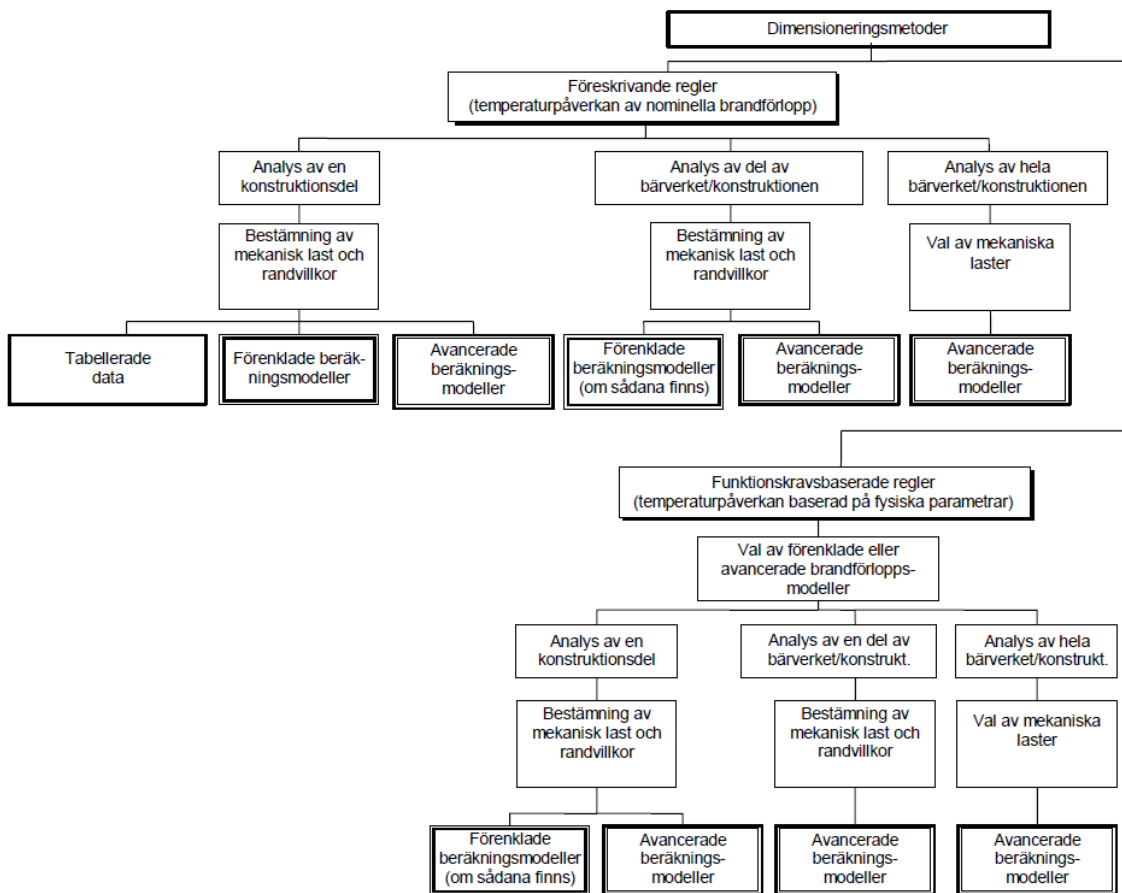 Dimensioneringsmetoder
Föreskrivande regler
(temperaturpåverkan av nominella brandförlopp)
Analys av en
konstruktionsdel
Analys av del av
bärverket/konstruktionen
Analys av hela
bärverket/konstruktionen
Bestämning av
mekanisk last och
randvillkor
Bestämning av
mekanisk last och
randvillkor
Val av mekaniska
laster
Tabellerade
data
Förenklade beräk-
ningsmodeller
Avancerade
beräknings-
modeller
Förenklade
beräkningsmodeller
(om sådana finns)
Avancerade
beräknings-
modeller
Avancerade
beräknings-
modeller
Funktionskravsbaserade regler
(temperaturpåverkan baserad på fysiska parametrar)
Val av förenklade eller
avancerade brandförlopps-
modeller
Analys av en
konstruktionsdel
Analys av en del av
bärverket/konstrukt.
Analys av hela
bärverket/konstrukt.
Bestämning av
mekanisk last och
randvillkor
Bestämning av
mekanisk last och
randvillkor
Val av mekaniska
laster
Förenklade
beräkningsmodeller
(om sådana finns)
Avancerade
beräknings-
modeller
Avancerade
beräknings-
modeller
Avancerade
beräknings-
modeller